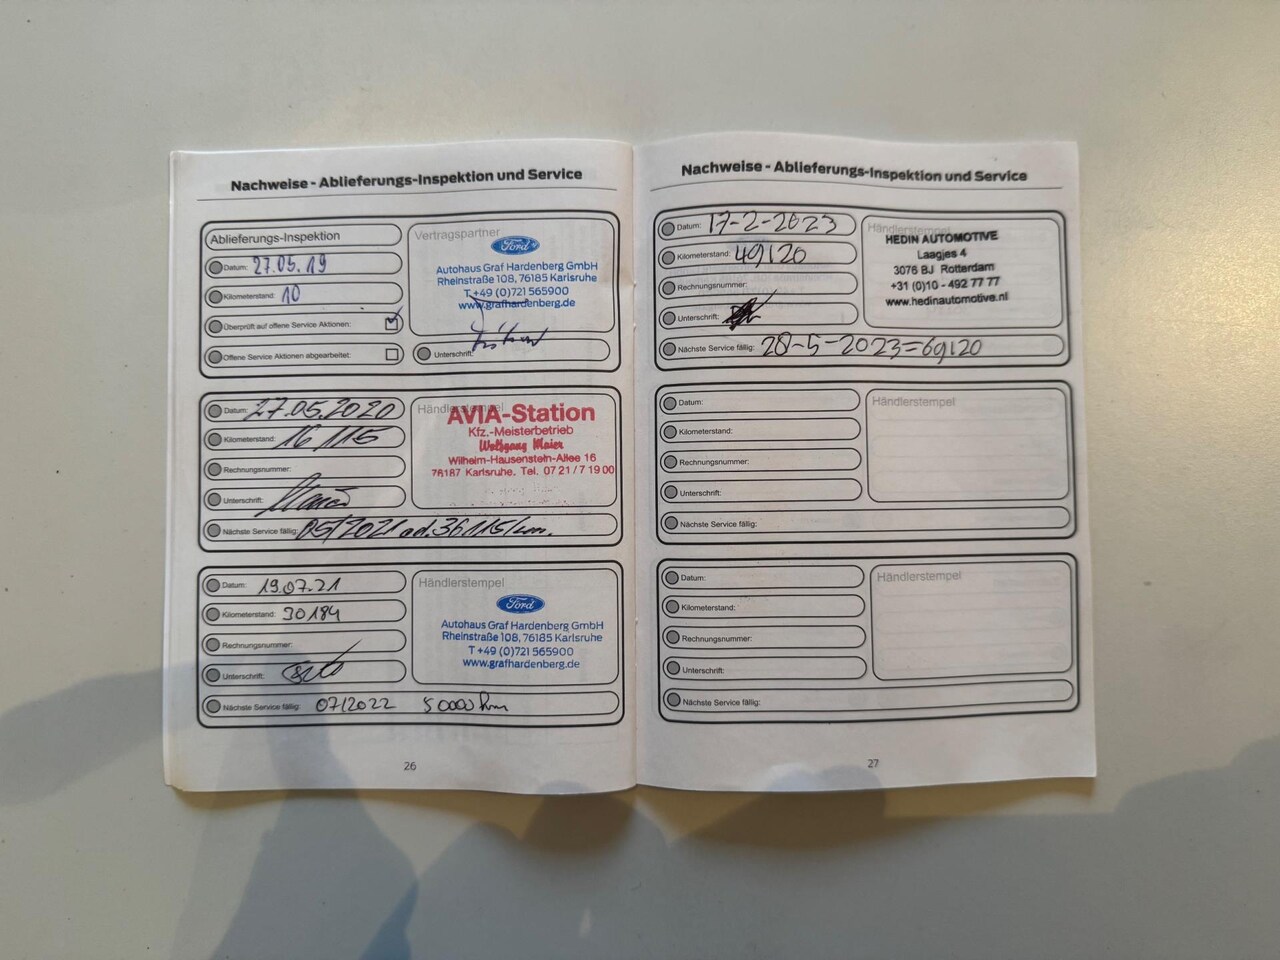 Nachweise - Ablieferungs-Inspektion und Service
Ablieferungs-Inspektion
Datum: 27.05.19
Kilometerstand: 10
Überprüft auf offene Service Aktionen:
Offene Service Aktionen abgearbeitet:
Vertragspartner
Ford
Autohaus Graf Hardenberg GmbH
Rheinstraße 108, 76185 Karlsruhe
T +49 (0)721 565900
www.grafhardenberg.de
Unterschrift:
Datum: 27.05.2020
Kilometerstand: 16115
Rechnungsnummer:
Unterschrift:
Händlerstempel
AVIA-Station
Kfz.-Meisterbetrieb
Wolfgang Maier
Wilhelm-Hausenstein-Allee 16
76187 Karlsruhe. Tel. 07 21 / 7 19 00
Nächste Service fällig: 05/2021 od. 36115/km.
Datum: 19.07.21
Kilometerstand: 30184
Rechnungsnummer:
Unterschrift:
Händlerstempel
Ford
Autohaus Graf Hardenberg GmbH
Rheinstraße 108, 76185 Karlsruhe
T +49 (0)721 565900
www.grafhardenberg.de
Nächste Service fällig: 07/2022 50000 km
26
Nachweise - Ablieferungs-Inspektion und Service
Datum: 17-2-2023
Kilometerstand: 49120
Rechnungsnummer:
Unterschrift:
Händlerstempel
HEDIN AUTOMOTIVE
Laagjes 4
3076 BJ Rotterdam
+31 (0)10 - 492 77 77
www.hedinautomotive.nl
Nächste Service fällig: 28-5-2023=69120
Datum:
Kilometerstand:
Rechnungsnummer:
Unterschrift:
Händlerstempel
Nächste Service fällig:
Datum:
Kilometerstand:
Rechnungsnummer:
Unterschrift:
Händlerstempel
Nächste Service fällig:
27